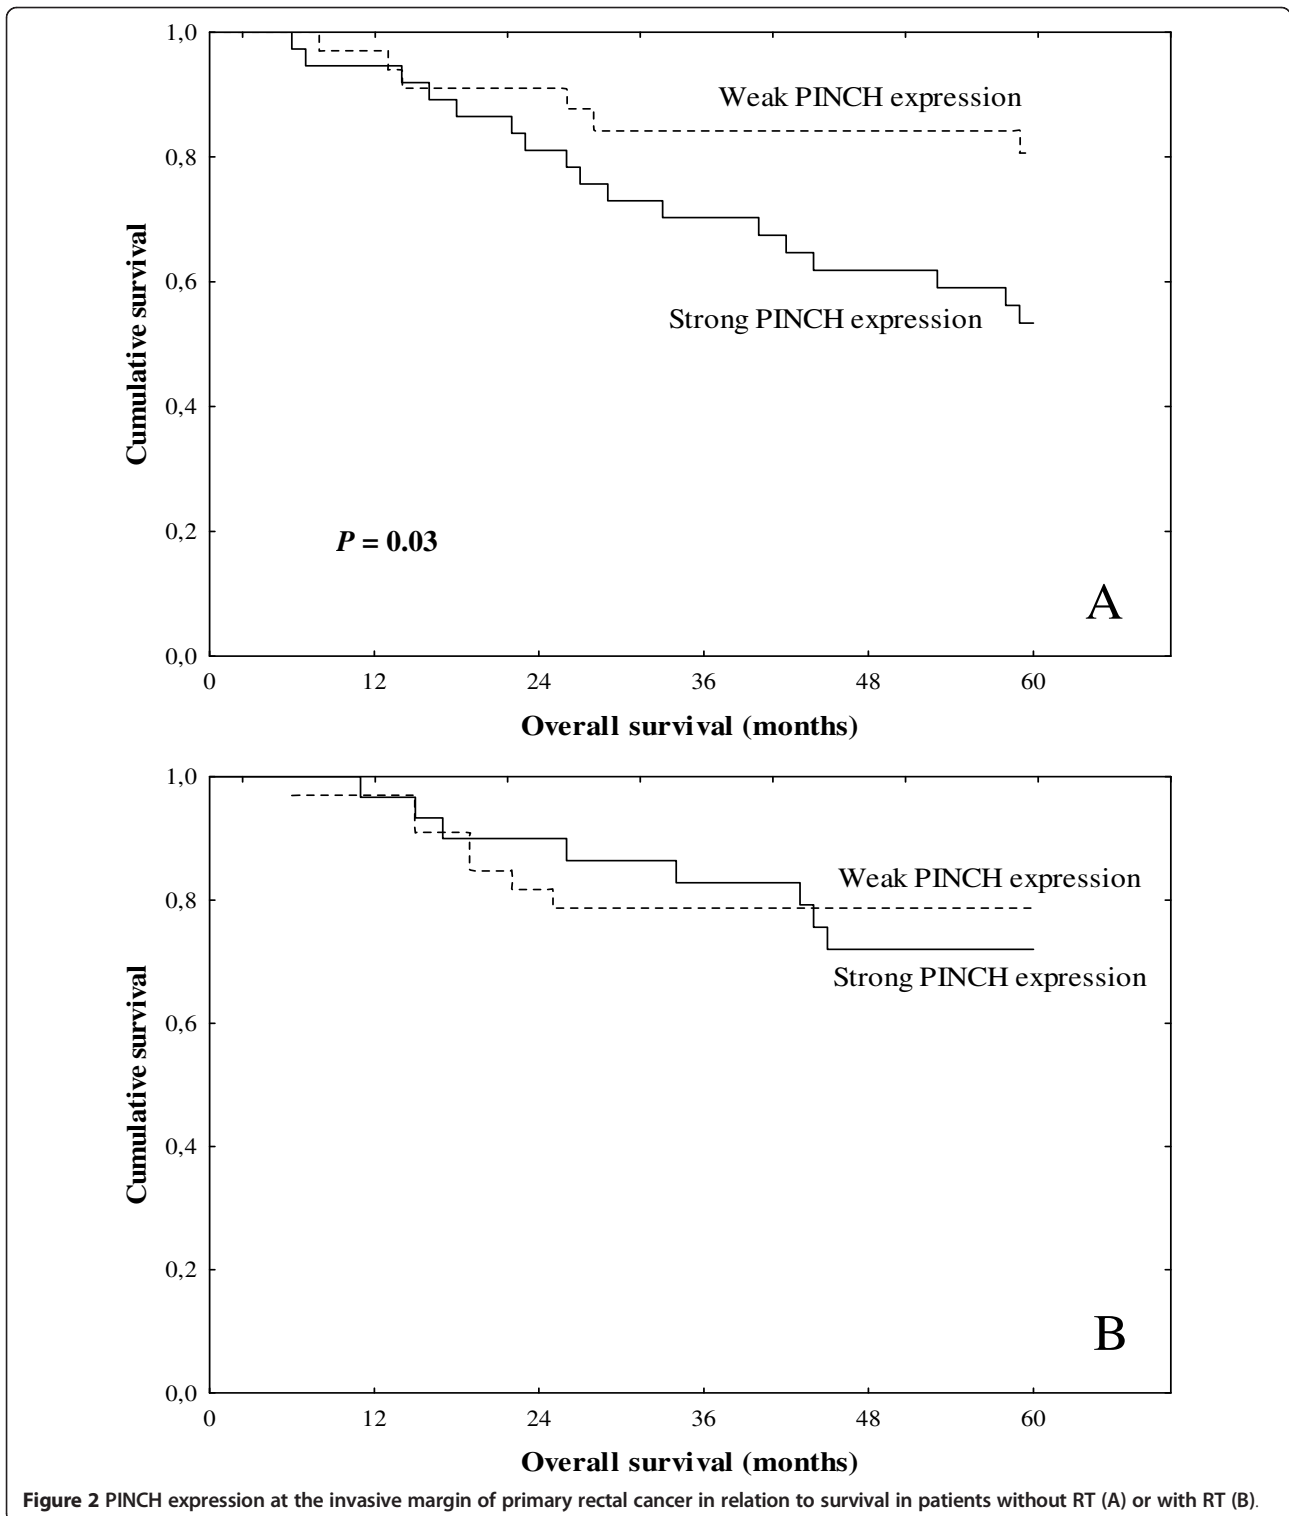 1,0
0,8
0,6
0,4
0,2
0,0
Cumulative survival
Weak PINCH expression
Strong PINCH expression
P = 0.03
A
0 12 24 36 48 60
Overall survival (months)
1,0
0,8
0,6
0,4
0,2
0,0
Cumulative survival
Weak PINCH expression
Strong PINCH expression
B
0 12 24 36 48 60
Overall survival (months)
Figure 2 PINCH expression at the invasive margin of primary rectal cancer in relation to survival in patients without RT (A) or with RT (B).